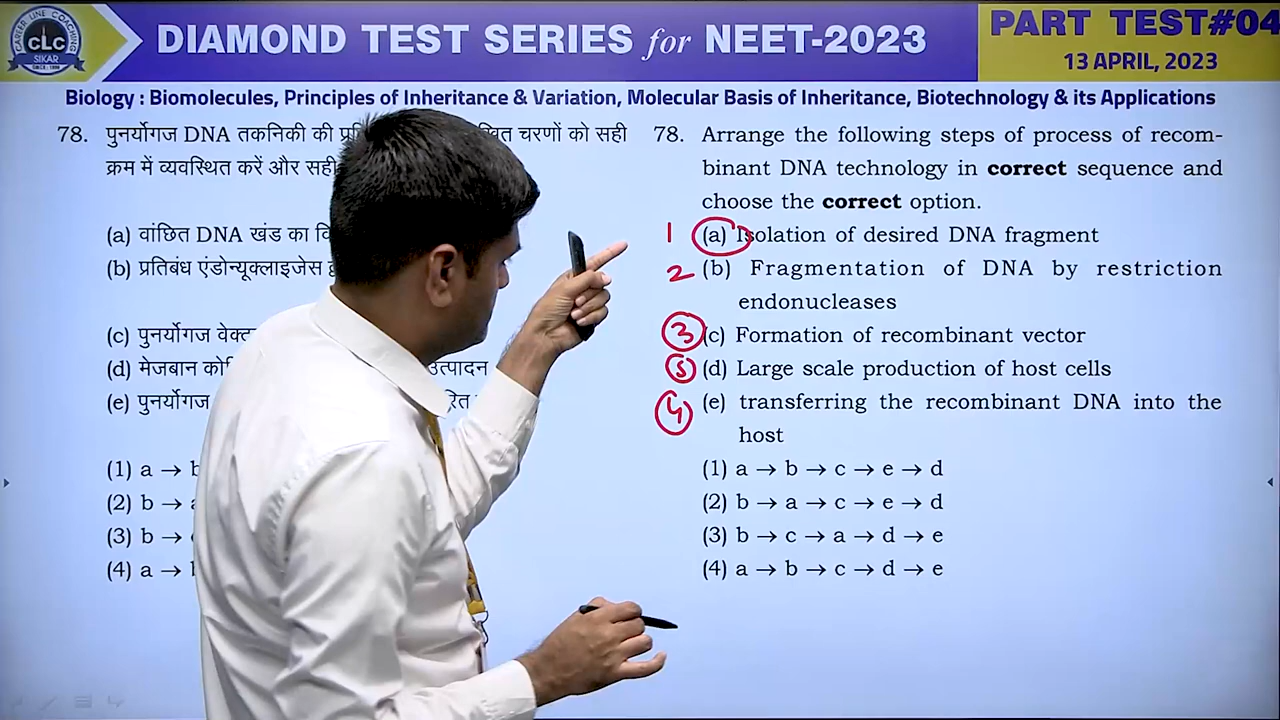 CAREER LINE COACHING
CLC
SIKAR
DIAMOND TEST SERIES for NEET-2023
PART TEST#04
13 APRIL, 2023
Biology : Biomolecules, Principles of Inheritance & Variation, Molecular Basis of Inheritance, Biotechnology & its Applications
78. पुनर्योगज DNA तकनिकी की चरणों को सही
क्रम में व्यवस्थित करें और सही
(a) वांछित DNA खंड का
(b) प्रतिबंध एंडोन्यूक्लाइजेस
(c) पुनर्योगज
(d) मेजबान उत्पादन
(e) पुनर्योगज
(1) a →
(2) b →
(3) b →
(4) a →
78. Arrange the following steps of process of recom-
binant DNA technology in correct sequence and
choose the correct option.
1 (a) Isolation of desired DNA fragment
2 (b) Fragmentation of DNA by restriction
endonucleases
3 (c) Formation of recombinant vector
5 (d) Large scale production of host cells
4 (e) transferring the recombinant DNA into the
host
(1) a → b → c → e → d
(2) b → a → c → e → d
(3) b → c → a → d → e
(4) a → b → c → d → e